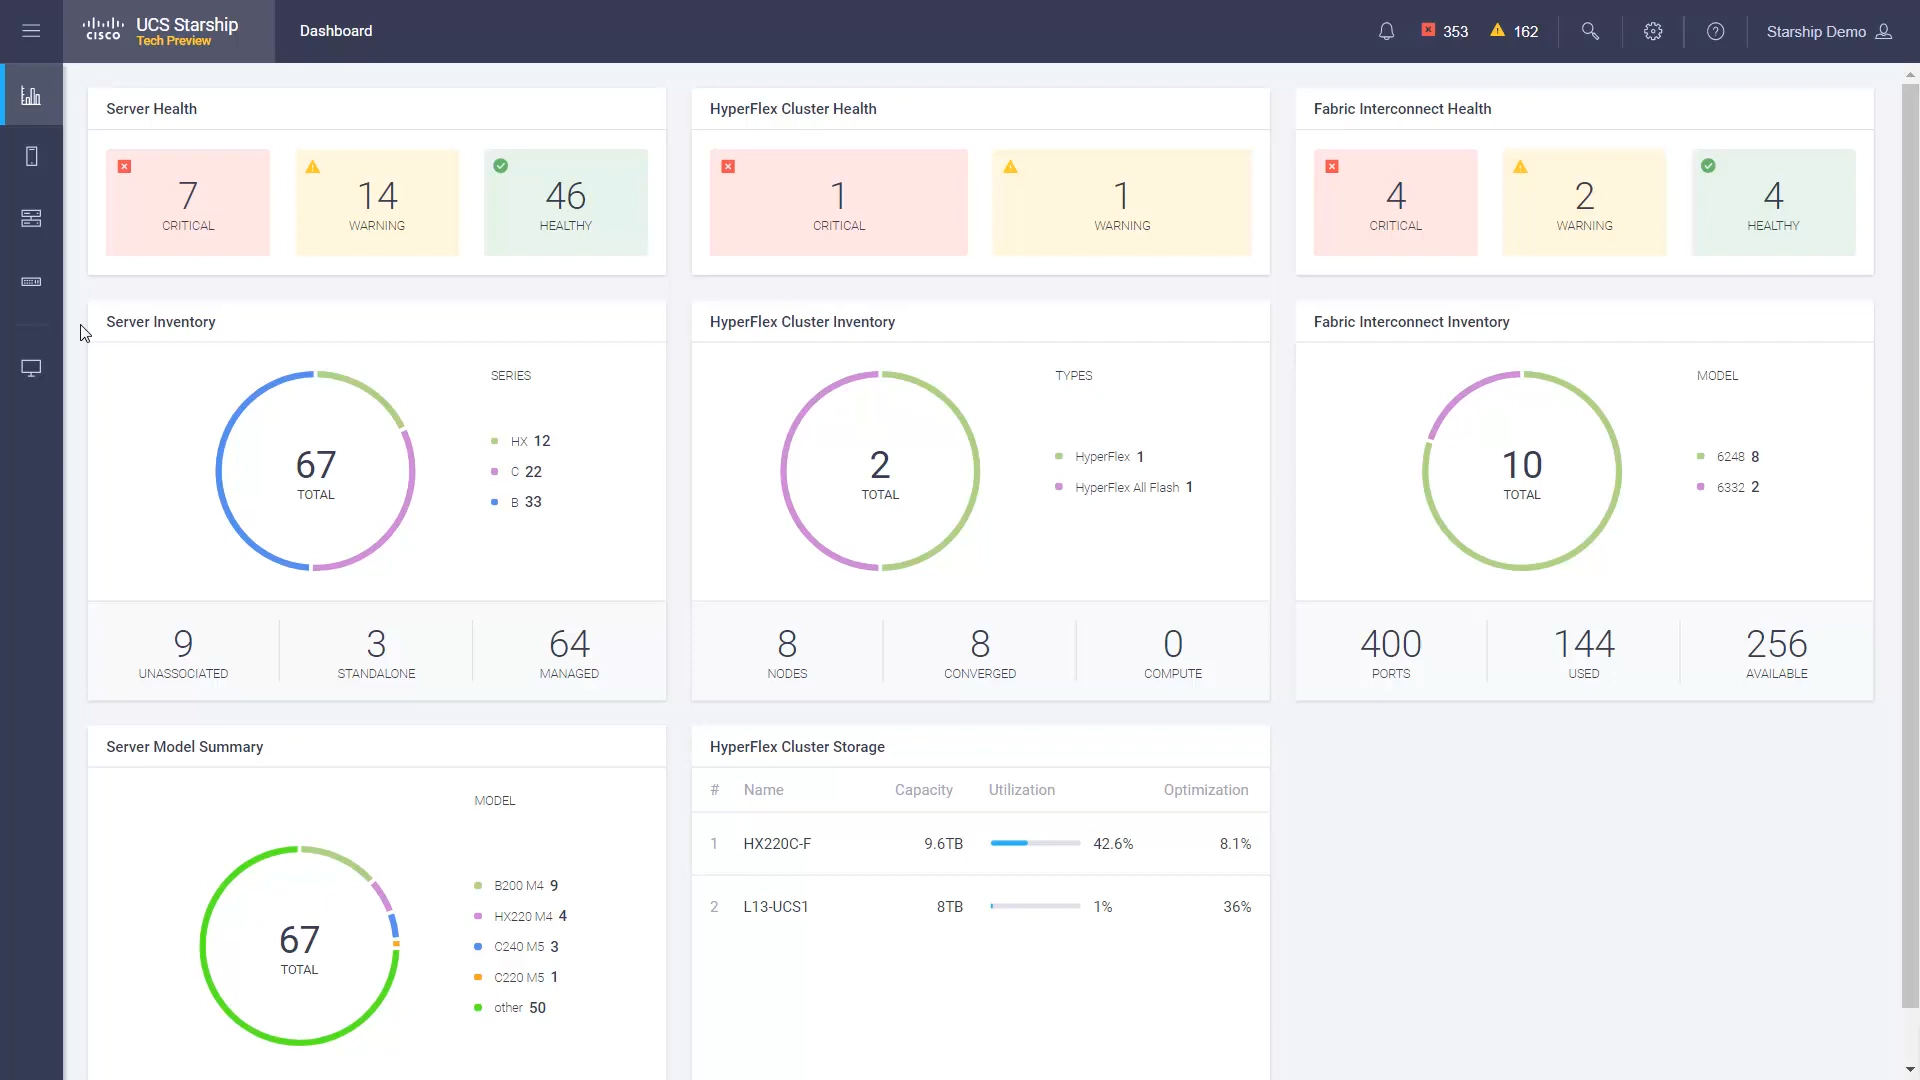 CISCO
UCS Starship
Tech Preview
Dashboard
353
162
Starship Demo
Server Health
7
CRITICAL
14
WARNING
46
HEALTHY
HyperFlex Cluster Health
1
CRITICAL
1
WARNING
Fabric Interconnect Health
4
CRITICAL
2
WARNING
4
HEALTHY
Server Inventory
67
TOTAL
SERIES
HX 12
C 22
B 33
9
UNASSOCIATED
3
STANDALONE
64
MANAGED
HyperFlex Cluster Inventory
2
TOTAL
TYPES
HyperFlex 1
HyperFlex All Flash 1
8
NODES
8
CONVERGED
0
COMPUTE
Fabric Interconnect Inventory
10
TOTAL
MODEL
6248 8
6332 2
400
PORTS
144
USED
256
AVAILABLE
Server Model Summary
67
TOTAL
MODEL
B200 M4 9
HX220 M4 4
C240 M5 3
C220 M5 1
other 50
HyperFlex Cluster Storage
# Name Capacity Utilization Optimization
1 HX220C-F 9.6TB 42.6% 8.1%
2 L13-UCS1 8TB 1% 36%